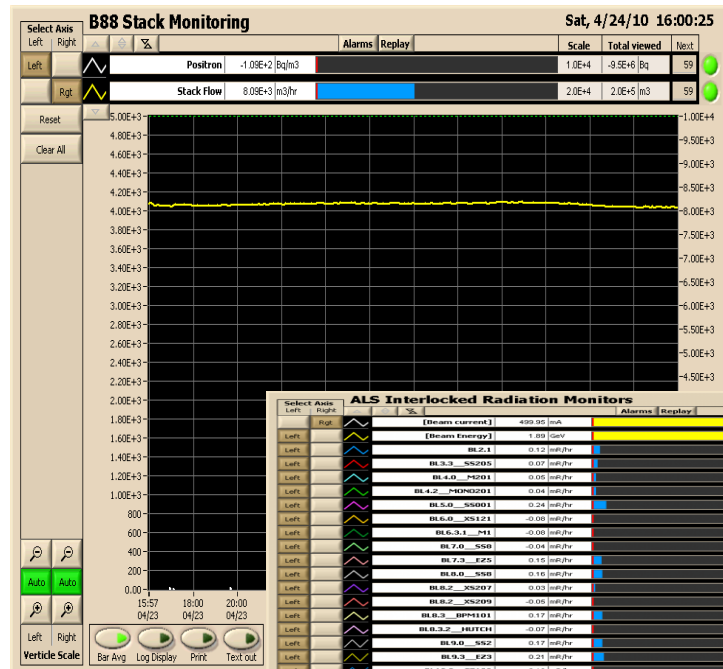 B88 Stack Monitoring
Sat, 4/24/10 16:00:25
Select Axis
Left Right
Alarms Replay
Scale Total viewed Next
Left Positron -1.09E+2 Bq/m3 1.0E+4 -9.5E+6 Bq 59
Rgt Stack Flow 8.09E+3 m3/hr 2.0E+4 2.0E+5 m3 59
Reset
Clear All
5.00E+3
4.80E+3
4.60E+3
4.40E+3
4.20E+3
4.00E+3
3.80E+3
3.60E+3
3.40E+3
3.20E+3
3.00E+3
2.80E+3
2.60E+3
2.40E+3
2.20E+3
2.00E+3
1.80E+3
1.60E+3
1.40E+3
1.20E+3
1.00E+3
800
600
400
200
0.00
1.00E+4
9.50E+3
9.00E+3
8.50E+3
8.00E+3
7.50E+3
7.00E+3
6.50E+3
6.00E+3
5.50E+3
5.00E+3
4.50E+3
15:57 18:00 20:00
04/23 04/23 04/23
Auto Auto
Left Right
Verticle Scale
Bar Avg Log Display Print Text out
ALS Interlocked Radiation Monitors
Select Axis
Left Right
Alarms Replay
Rgt [Beam current] 499.95 mA
Left [Beam Energy] 1.89 GeV
Left BL2.1 0.12 mR/hr
Left BL3.3__SS205 0.07 mR/hr
Left BL4.0__M201 0.05 mR/hr
Left BL4.2__MONO201 0.04 mR/hr
Left BL5.0__SS001 0.24 mR/hr
Left BL6.0__XS121 -0.08 mR/hr
Left BL6.3.1__M1 -0.08 mR/hr
Left BL7.0__SS8 -0.04 mR/hr
Left BL7.3__EZ5 0.15 mR/hr
Left BL8.0__SS8 0.16 mR/hr
Left BL8.2__XS207 0.03 mR/hr
Left BL8.2__XS209 -0.05 mR/hr
Left BL8.3__BPM101 0.17 mR/hr
Left BL8.3.2__HUTCH -0.07 mR/hr
Left BL9.0__SS2 0.17 mR/hr
Left BL9.3__EZ3 0.21 mR/hr